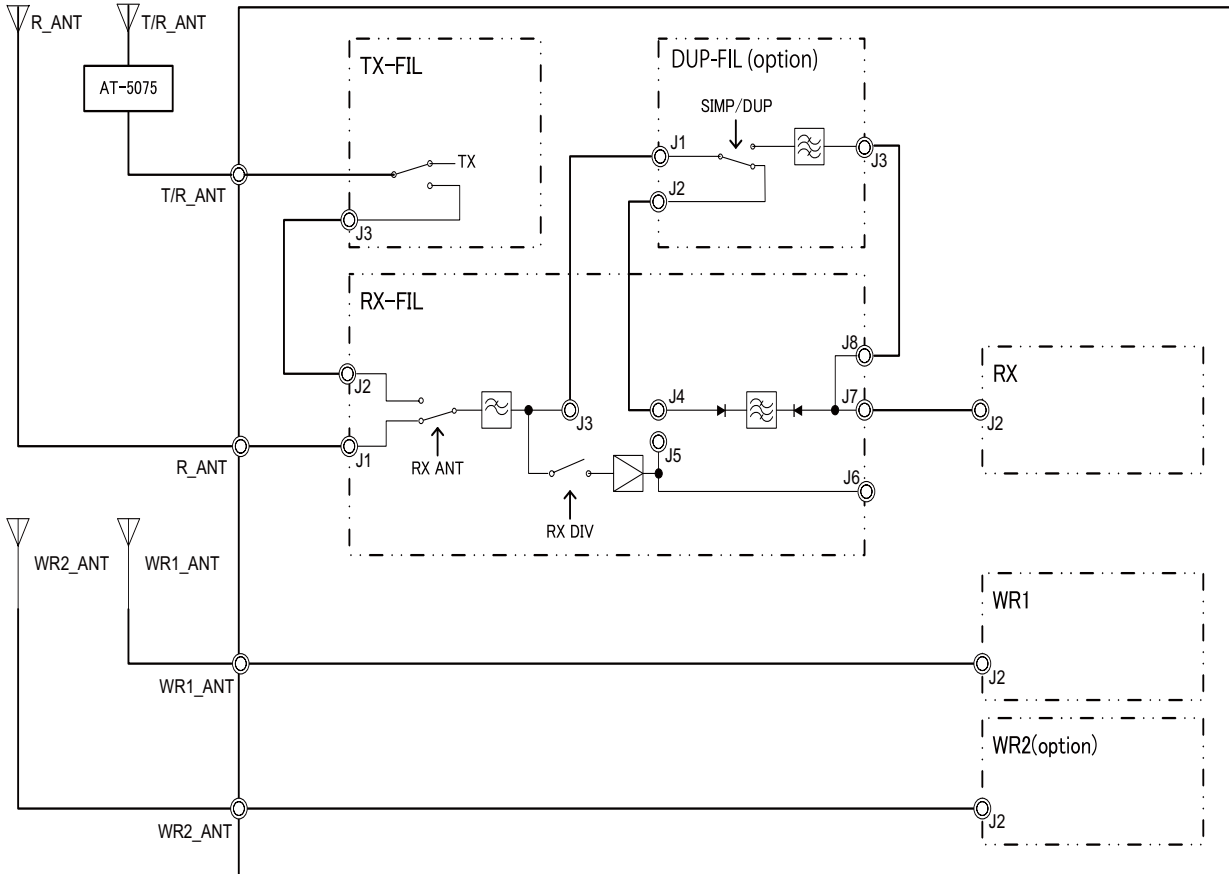 R_ANT
T/R_ANT
AT-5075
T/R_ANT
TX-FIL
TX
J3
DUP-FIL (option)
SIMP/DUP
J1
J2
J3
RX-FIL
J2
J1
RX ANT
J3
RX DIV
J4
J5
J8
J7
J6
R_ANT
RX
J2
WR2_ANT
WR1_ANT
WR1_ANT
WR1
J2
WR2_ANT
WR2(option)
J2